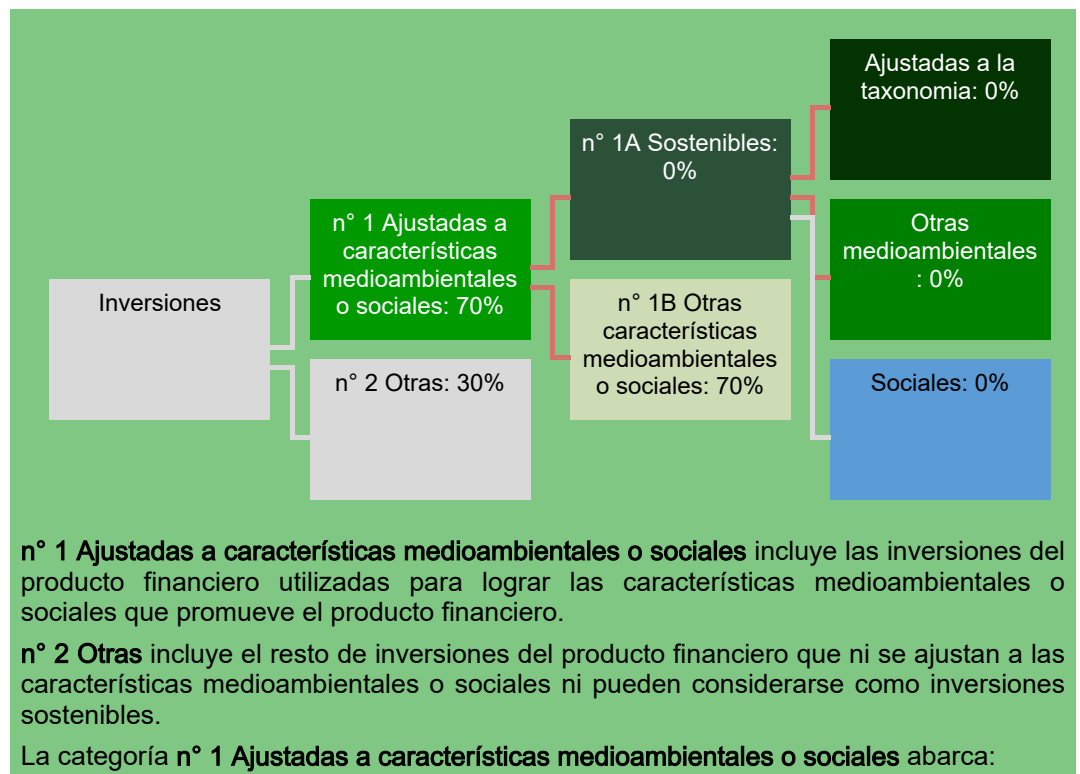 Inversiones
n° 1 Ajustadas a
características
medioambientales
o sociales: 70%
n° 2 Otras: 30%
n° 1A Sostenibles:
0%
n° 1B Otras
características
medioambientales
o sociales: 70%
Ajustadas a la
taxonomia: 0%
Otras
medioambientales
: 0%
Sociales: 0%
n° 1 Ajustadas a características medioambientales o sociales incluye las inversiones del
producto financiero utilizadas para lograr las características medioambientales o
sociales que promueve el producto financiero.
n° 2 Otras incluye el resto de inversiones del producto financiero que ni se ajustan a las
características medioambientales o sociales ni pueden considerarse como inversiones
sostenibles.
La categoría n° 1 Ajustadas a características medioambientales o sociales abarca: